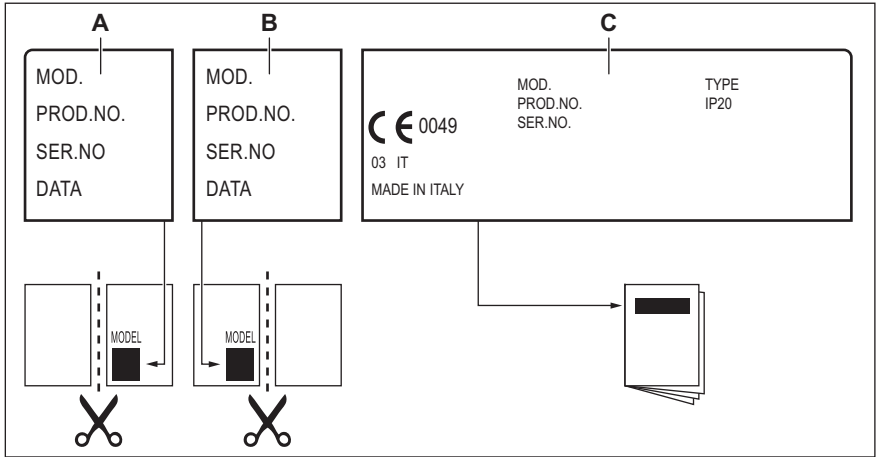 A
B
C
MOD.
PROD.NO.
SER.NO
DATA
MOD.
PROD.NO.
SER.NO
DATA
MOD.
PROD.NO.
SER.NO.
TYPE
IP20
CE 0049
03 IT
MADE IN ITALY
MODEL
MODEL